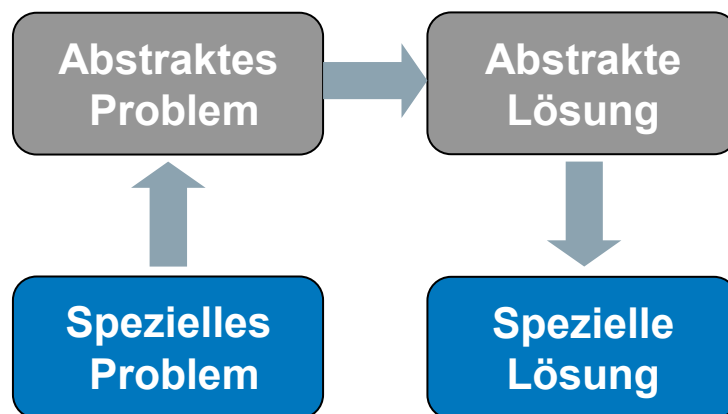 Abstraktes
Problem
Abstrakte
Lösung
Spezielles
Problem
Spezielle
Lösung